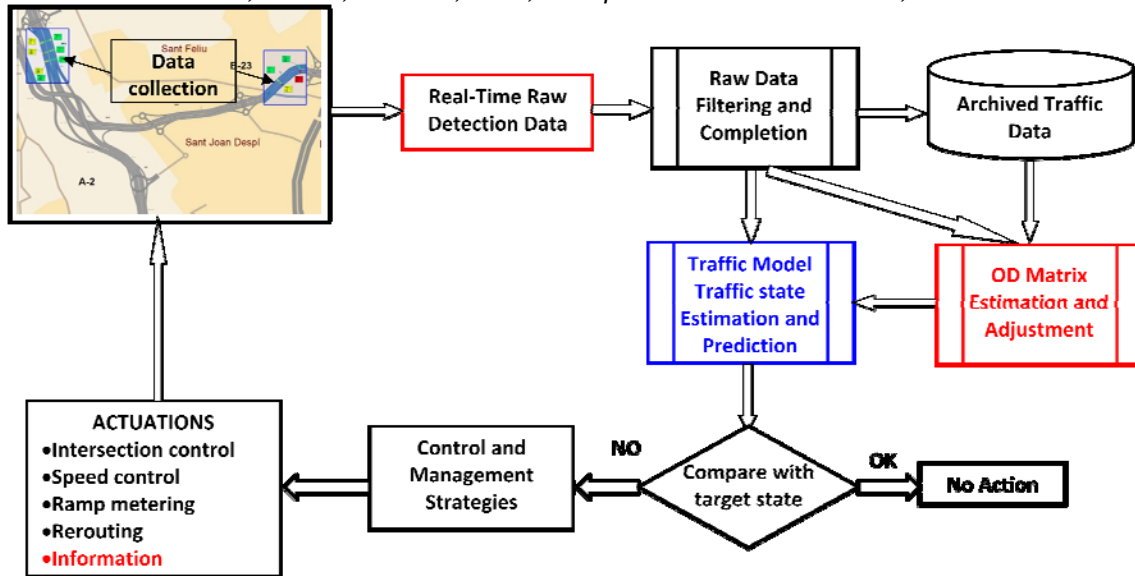 Sant Feliu
Data
collection
E-23
Sant Joan Despl
A-2
Real-Time Raw
Detection Data
Raw Data
Filtering and
Completion
Archived Traffic
Data
Traffic Model
Traffic state
Estimation and
Prediction
OD Matrix
Estimation and
Adjustment
ACTUATIONS
•Intersection control
•Speed control
•Ramp metering
•Rerouting
•Information
Control and
Management
Strategies
NO
Compare with
target state
OK
No Action